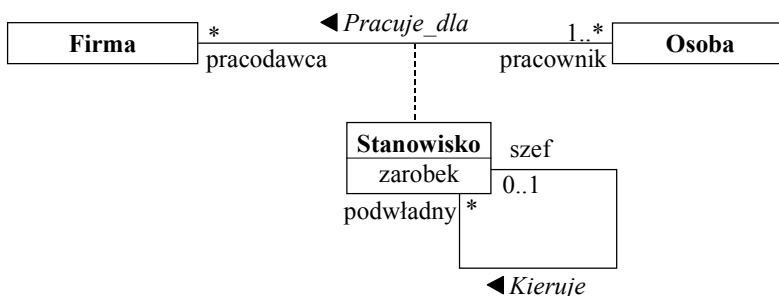 ◀ Pracuje_dla
Firma
*
1..*
Osoba
pracodawca
pracownik
Stanowisko
szef
zarobek
0..1
podwładny
*
◀ Kieruje